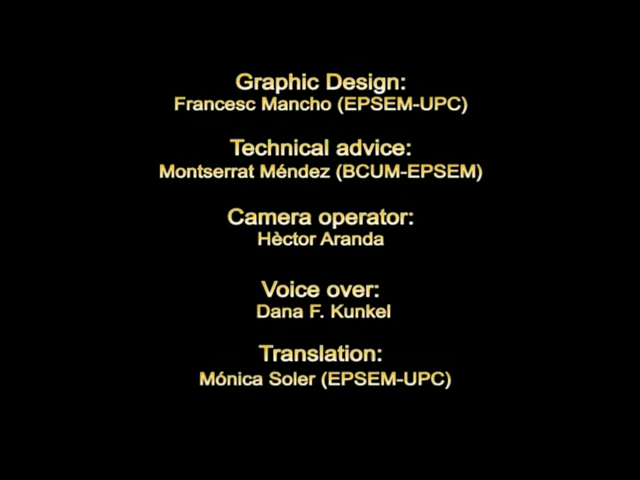 Graphic Design:
Francesc Mancho (EPSEM-UPC)
Technical advice:
Montserrat Méndez (BCUM-EPSEM)
Camera operator:
Hèctor Aranda
Voice over:
Dana F. Kunkel
Translation:
Mónica Soler (EPSEM-UPC)